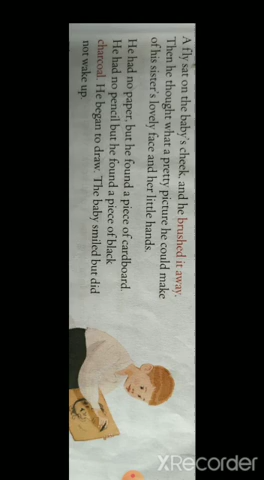 A fly sat on the baby's cheek, and he brushed it away.
Then he thought what a pretty picture he could make
of his sister's lovely face and her little hands.
He had no paper, but he found a piece of cardboard.
He had no pencil but he found a piece of black
charcoal. He began to draw. The baby smiled but did
not wake up.
XRecorder